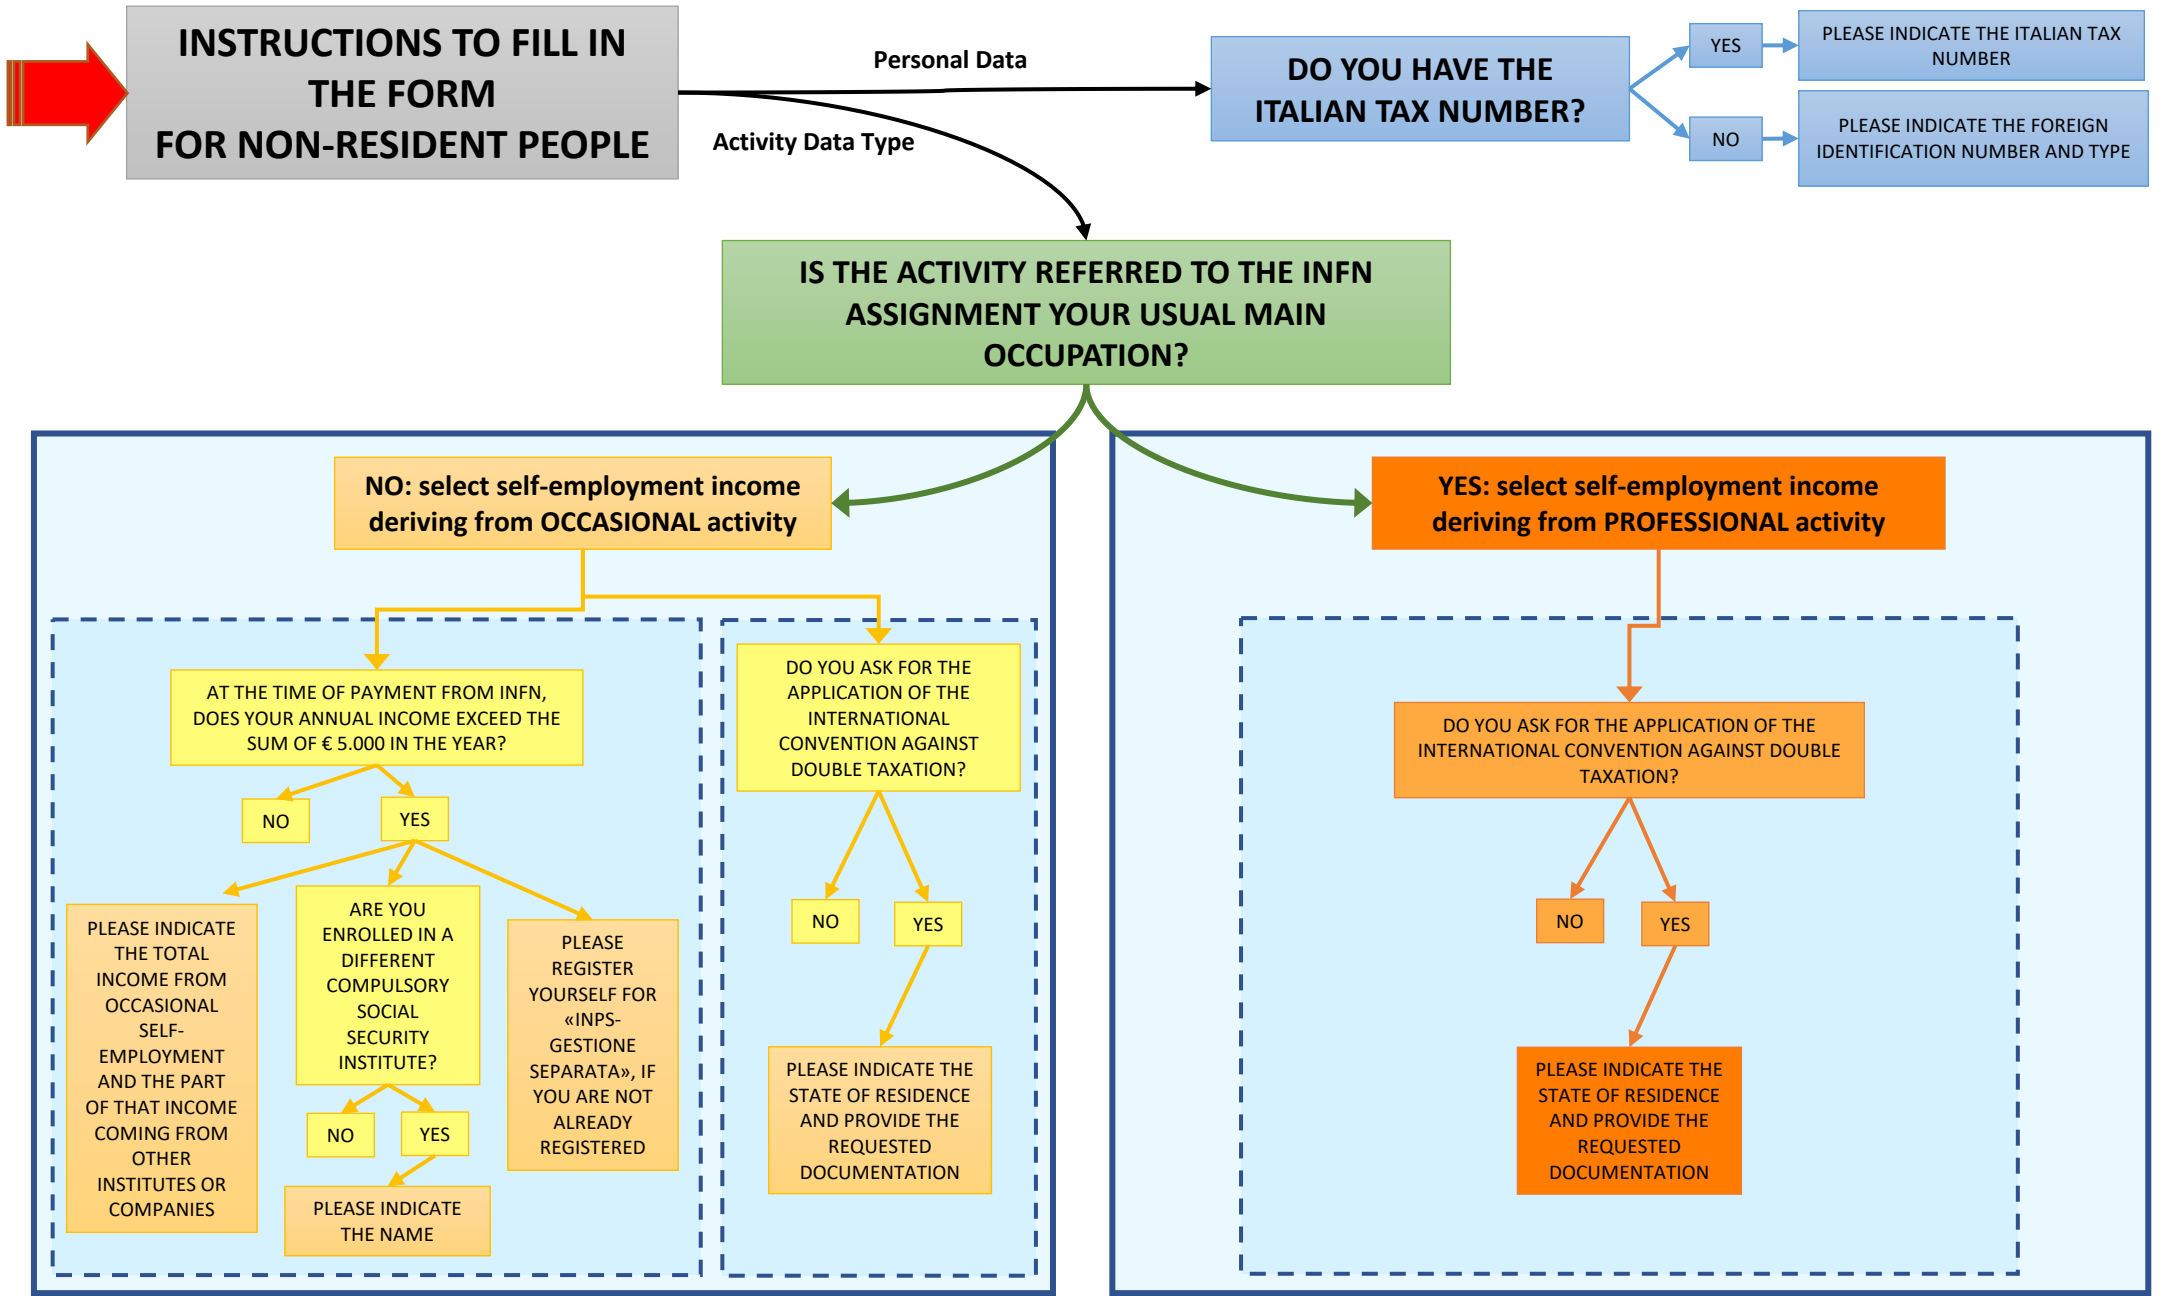 INSTRUCTIONS TO FILL IN
THE FORM
FOR NON-RESIDENT PEOPLE
Personal Data
Activity Data Type
DO YOU HAVE THE
ITALIAN TAX NUMBER?
YES
PLEASE INDICATE THE ITALIAN TAX
NUMBER
NO
PLEASE INDICATE THE FOREIGN
IDENTIFICATION NUMBER AND TYPE
IS THE ACTIVITY REFERRED TO THE INFN
ASSIGNMENT YOUR USUAL MAIN
OCCUPATION?
NO: select self-employment income
deriving from OCCASIONAL activity
AT THE TIME OF PAYMENT FROM INFN,
DOES YOUR ANNUAL INCOME EXCEED THE
SUM OF € 5.000 IN THE YEAR?
NO
YES
PLEASE INDICATE
THE TOTAL
INCOME FROM
OCCASIONAL
SELF-
EMPLOYMENT
AND THE PART
OF THAT INCOME
COMING FROM
OTHER
INSTITUTES OR
COMPANIES
ARE YOU
ENROLLED IN A
DIFFERENT
COMPULSORY
SOCIAL
SECURITY
INSTITUTE?
NO
YES
PLEASE INDICATE
THE NAME
PLEASE
REGISTER
YOURSELF FOR
«INPS-
GESTIONE
SEPARATA», IF
YOU ARE NOT
ALREADY
REGISTERED
DO YOU ASK FOR THE
APPLICATION OF THE
INTERNATIONAL
CONVENTION AGAINST
DOUBLE TAXATION?
NO
YES
PLEASE INDICATE THE
STATE OF RESIDENCE
AND PROVIDE THE
REQUESTED
DOCUMENTATION
YES: select self-employment income
deriving from PROFESSIONAL activity
DO YOU ASK FOR THE APPLICATION OF THE
INTERNATIONAL CONVENTION AGAINST DOUBLE
TAXATION?
NO
YES
PLEASE INDICATE THE
STATE OF RESIDENCE
AND PROVIDE THE
REQUESTED
DOCUMENTATION